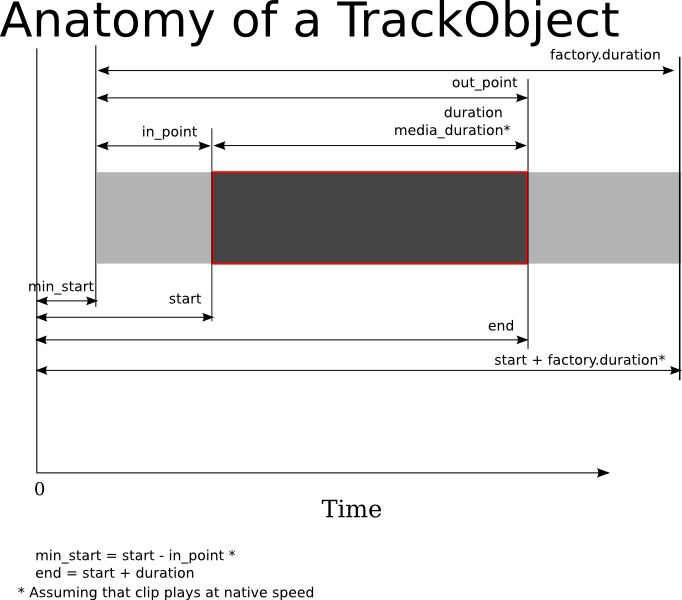 Anatomy of a TrackObject
factory.duration
out_point
duration
media_duration*
in_point
min_start
start
end
start + factory.duration*
0
Time
min_start = start - in_point *
end = start + duration
* Assuming that clip plays at native speed